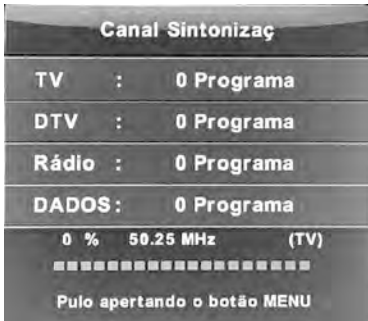 Canal Sintonizaç
TV : 0 Programa
DTV : 0 Programa
Rádio : 0 Programa
DADOS : 0 Programa
0 % 50.25 MHz (TV)
Pulo apertando o botão MENU